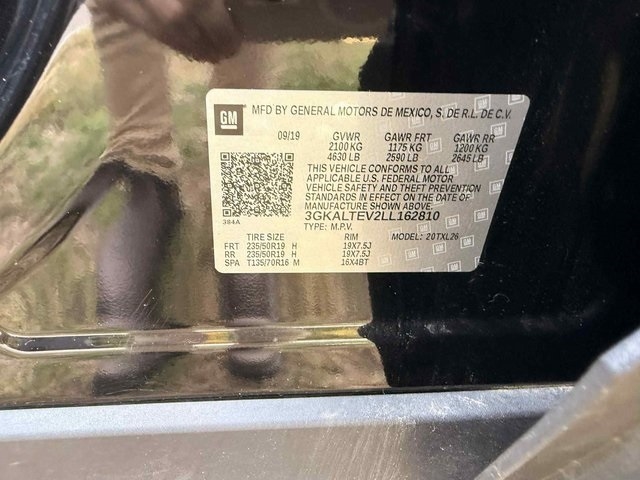 GM MFD BY GENERAL MOTORS DE MEXICO, S. DE R.L. DE C.V.
09/19 GVWR GAWR FRT GAWR RR
2100 KG 1175 KG 1200 KG
4630 LB 2590 LB 2645 LB
THIS VEHICLE CONFORMS TO ALL
APPLICABLE U.S. FEDERAL MOTOR
VEHICLE SAFETY AND THEFT PREVENTION
STANDARDS IN EFFECT ON THE DATE OF
MANUFACTURE SHOWN ABOVE.
3GKALTEV2LL162810
384A TYPE: M.P.V.
TIRE SIZE RIM MODEL: 20TXL26
FRT 235/50R19 H 19X7.5J
RR 235/50R19 H 19X7.5J
SPA T135/70R16 M 16X4BT